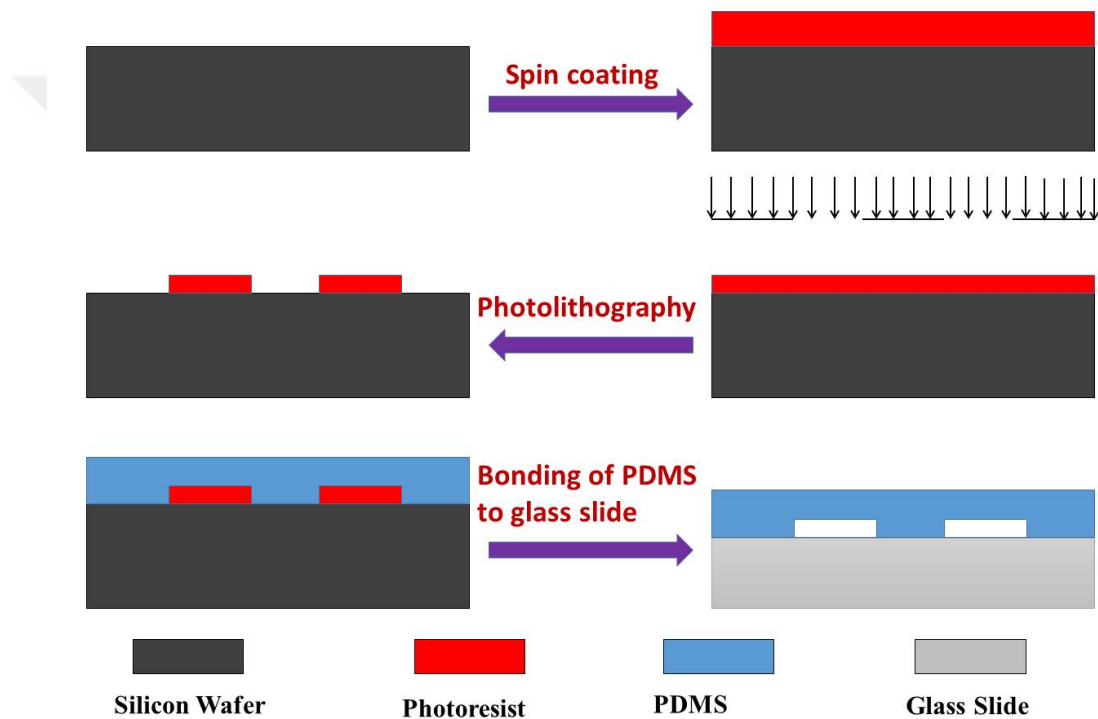 Spin coating
Photolithography
Bonding of PDMS
to glass slide
Silicon Wafer
Photoresist
PDMS
Glass Slide